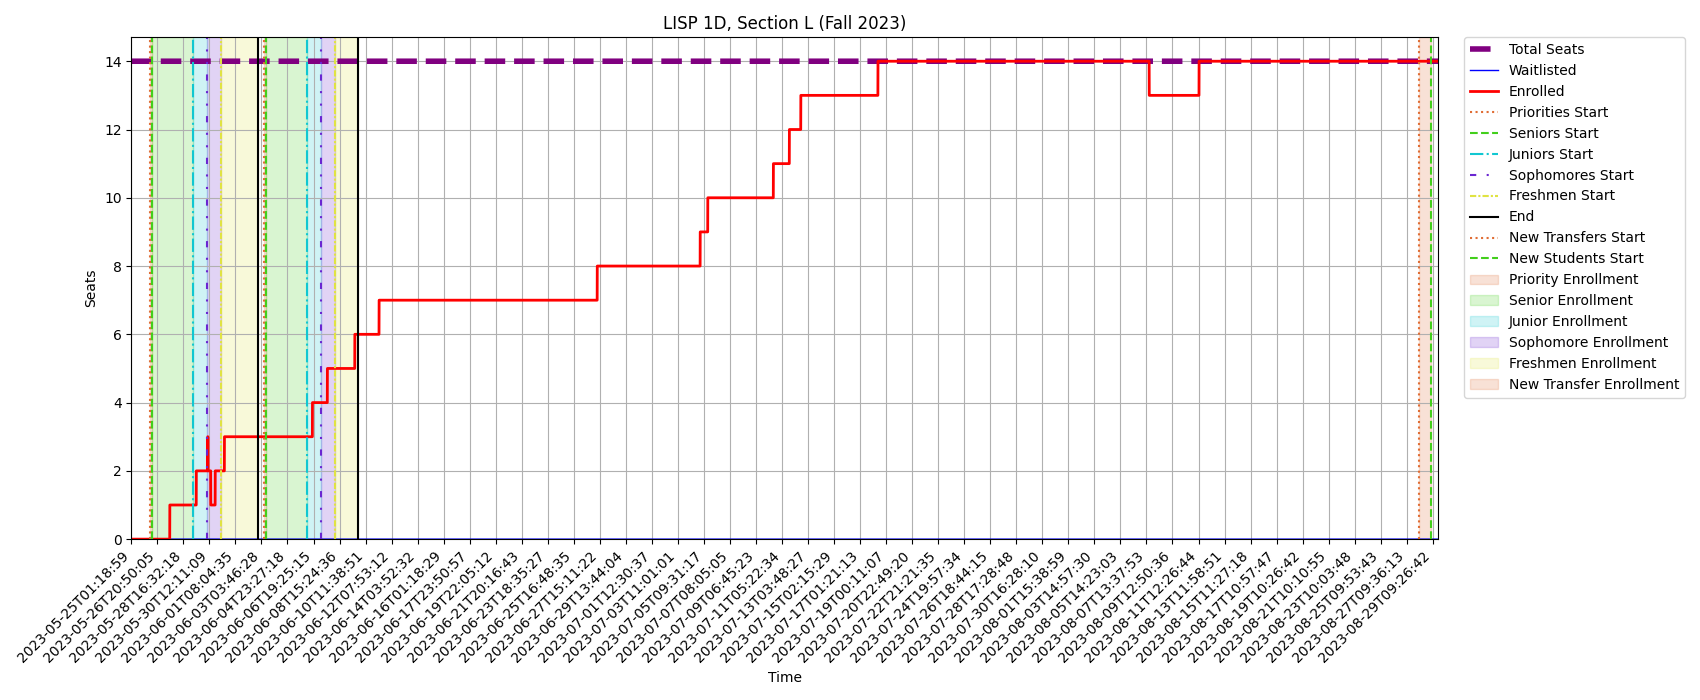 LISP 1D, Section L (Fall 2023)
Seats
14
12
10
8
6
4
2
0
2023-05-25T01:18:59
2023-05-26T20:50:05
2023-05-28T16:32:18
2023-05-30T12:11:09
2023-06-01T08:04:35
2023-06-03T03:46:28
2023-06-04T23:27:18
2023-06-06T19:25:15
2023-06-08T15:24:36
2023-06-10T11:38:51
2023-06-12T07:53:12
2023-06-14T04:52:32
2023-06-16T01:18:29
2023-06-17T23:50:57
2023-06-19T22:05:12
2023-06-21T20:16:43
2023-06-23T18:35:27
2023-06-25T16:48:35
2023-06-27T15:11:22
2023-06-29T13:44:04
2023-07-01T12:30:37
2023-07-03T11:01:01
2023-07-05T09:31:17
2023-07-07T08:05:05
2023-07-09T06:45:23
2023-07-11T05:22:34
2023-07-13T03:48:27
2023-07-15T02:15:29
2023-07-17T01:21:13
2023-07-19T00:11:07
2023-07-20T22:49:20
2023-07-22T21:21:35
2023-07-24T19:57:34
2023-07-26T18:44:15
2023-07-28T17:28:48
2023-07-30T16:28:10
2023-08-01T15:38:59
2023-08-03T14:57:30
2023-08-05T14:23:03
2023-08-07T13:37:53
2023-08-09T12:50:36
2023-08-11T12:26:44
2023-08-13T11:58:51
2023-08-15T11:27:18
2023-08-17T10:57:47
2023-08-19T10:26:42
2023-08-21T10:10:55
2023-08-23T10:03:48
2023-08-25T09:53:43
2023-08-27T09:36:13
2023-08-29T09:26:42
Time
Total Seats
Waitlisted
Enrolled
Priorities Start
Seniors Start
Juniors Start
Sophomores Start
Freshmen Start
End
New Transfers Start
New Students Start
Priority Enrollment
Senior Enrollment
Junior Enrollment
Sophomore Enrollment
Freshmen Enrollment
New Transfer Enrollment